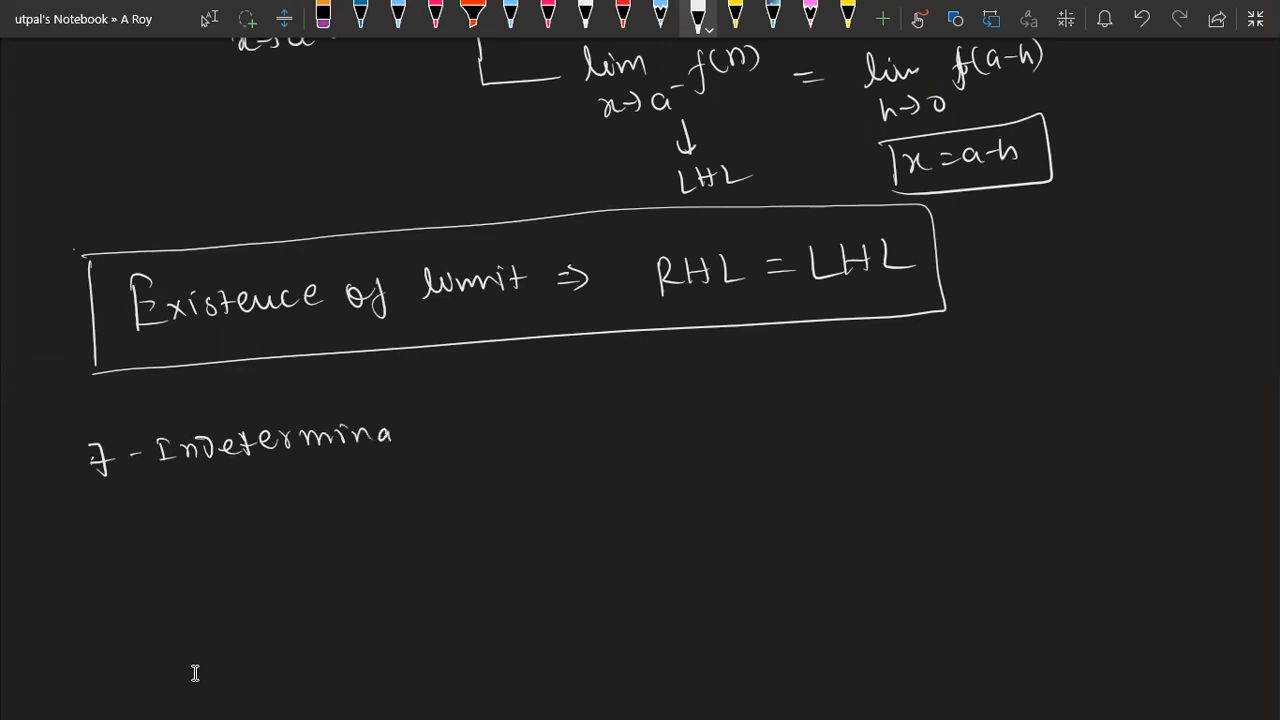 utpal's Notebook » A Roy
x→a
lim f(x) = lim f(a-h)
x→a⁻ h→0
↓
LHL
x = a-h
Existence of limit ⇒ RHL = LHL
7 - Indetermina